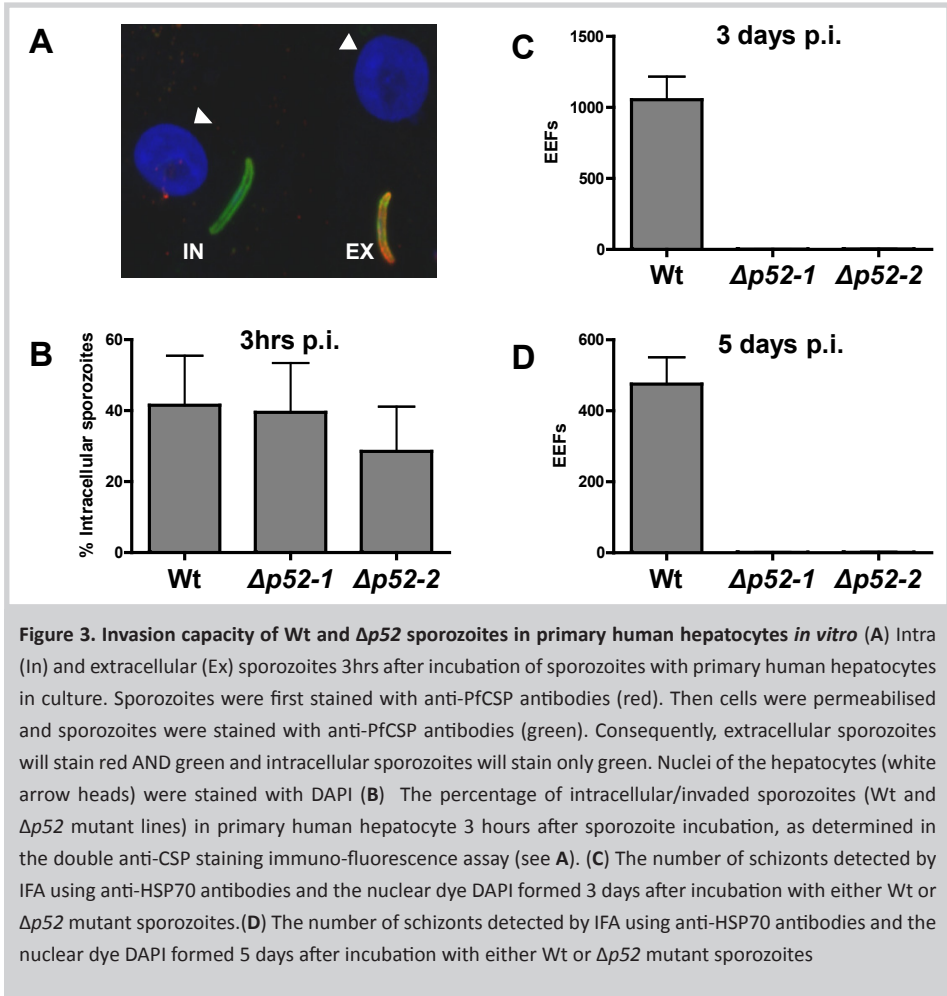 A
IN
EX
B
3hrs p.i.
% Intracellular sporozoites
60
40
20
0
Wt
Δp52-1
Δp52-2
C
3 days p.i.
EEFs
1500
1000
500
0
Wt
Δp52-1
Δp52-2
D
5 days p.i.
EEFs
600
400
200
0
Wt
Δp52-1
Δp52-2
Figure 3. Invasion capacity of Wt and Δp52 sporozoites in primary human hepatocytes in vitro (A) Intra
(In) and extracellular (Ex) sporozoites 3hrs after incubation of sporozoites with primary human hepatocytes
in culture. Sporozoites were first stained with anti-PfCSP antibodies (red). Then cells were permeabilised
and sporozoites were stained with anti-PfCSP antibodies (green). Consequently, extracellular sporozoites
will stain red AND green and intracellular sporozoites will stain only green. Nuclei of the hepatocytes (white
arrow heads) were stained with DAPI (B) The percentage of intracellular/invaded sporozoites (Wt and
Δp52 mutant lines) in primary human hepatocyte 3 hours after sporozoite incubation, as determined in
the double anti-CSP staining immuno-fluorescence assay (see A). (C) The number of schizonts detected by
IFA using anti-HSP70 antibodies and the nuclear dye DAPI formed 3 days after incubation with either Wt or
Δp52 mutant sporozoites.(D) The number of schizonts detected by IFA using anti-HSP70 antibodies and the
nuclear dye DAPI formed 5 days after incubation with either Wt or Δp52 mutant sporozoites